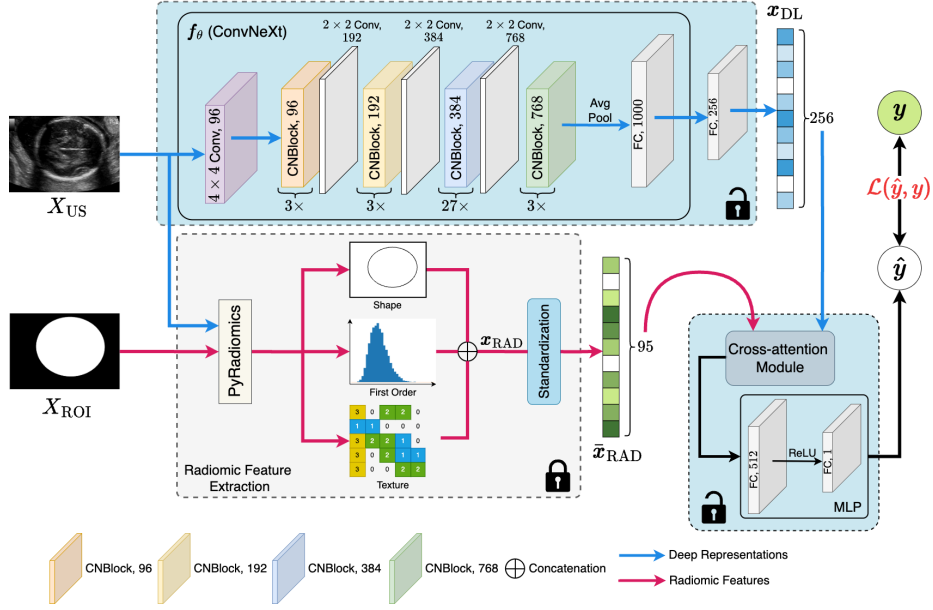 f_θ (ConvNeXt)
2 × 2 Conv, 192
2 × 2 Conv, 384
2 × 2 Conv, 768
x_DL
4 × 4 Conv, 96
CNBlock, 96
CNBlock, 192
CNBlock, 384
CNBlock, 768
Avg Pool
FC, 1000
FC, 256
256
3×
3×
27×
3×
X_US
y
ℒ(ŷ, y)
ŷ
X_ROI
PyRadiomics
Shape
First Order
3 0 2 2 0
1 1 0 0 0
3 2 2 1 0
3 0 2 1 1
3 0 0 2 2
Texture
x_RAD
Standardization
95
x̄_RAD
Radiomic Feature Extraction
Cross-attention Module
FC, 512
ReLU
FC, 1
MLP
CNBlock, 96
CNBlock, 192
CNBlock, 384
CNBlock, 768
Concatenation
Deep Representations
Radiomic Features